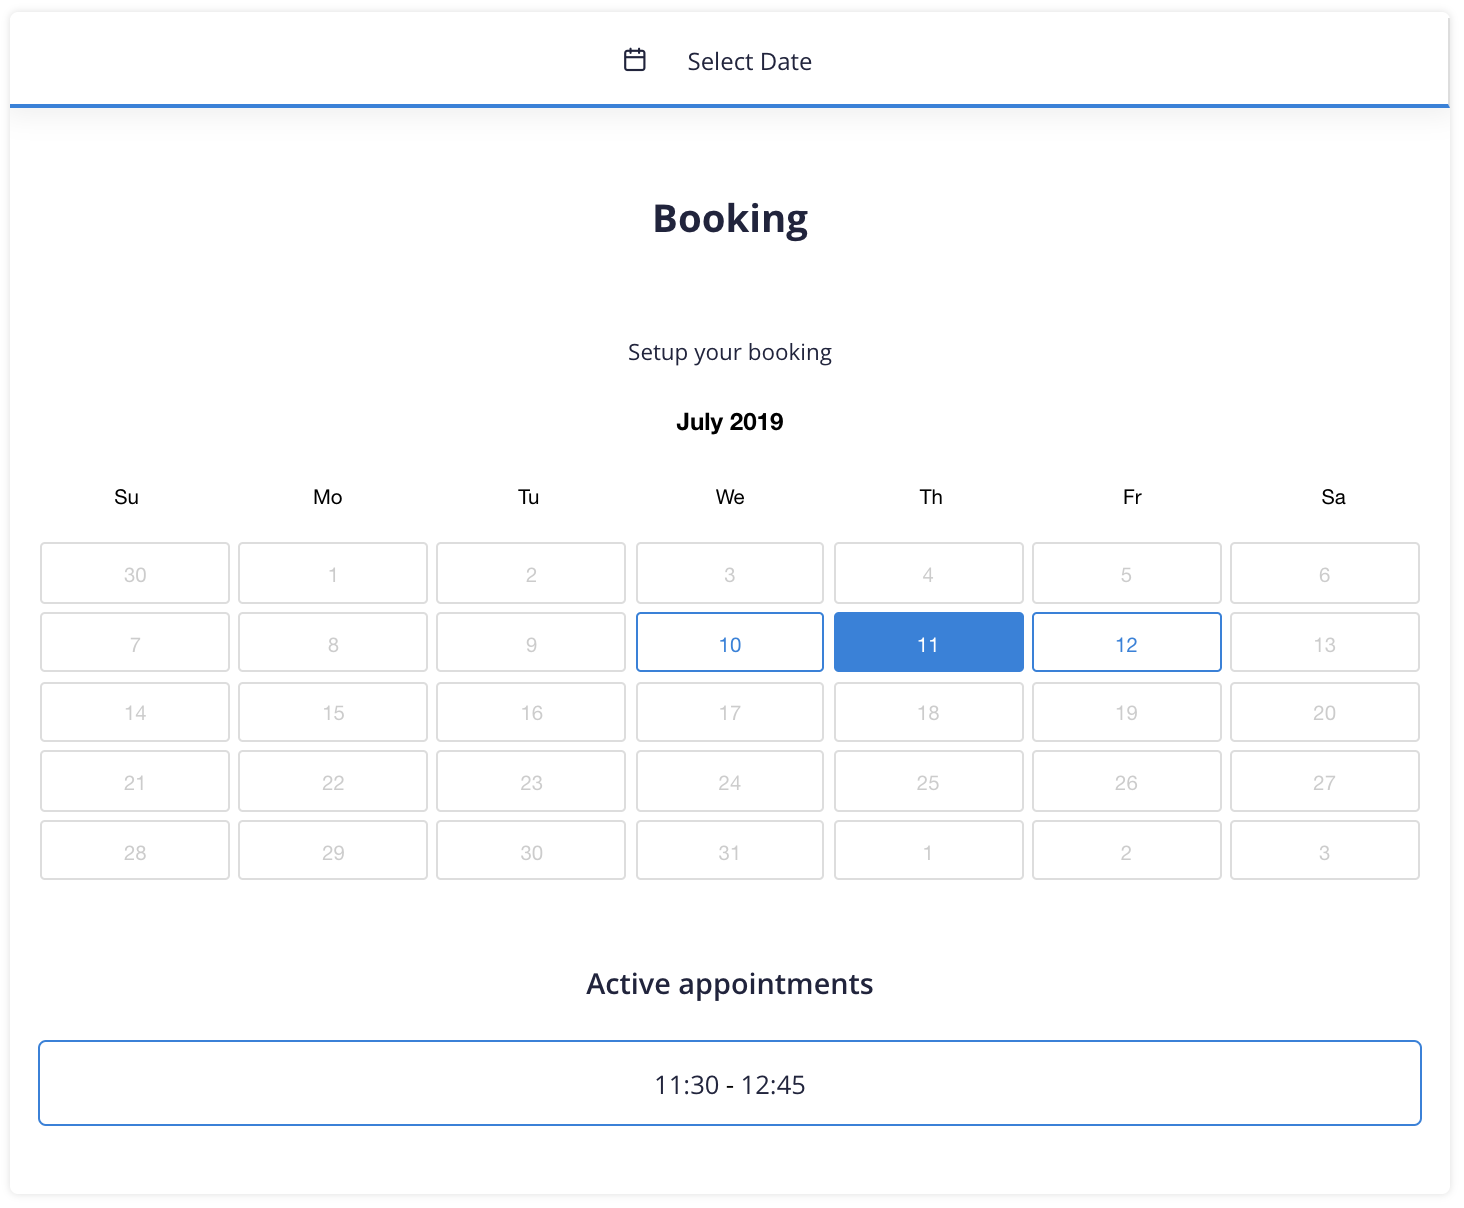 Select Date
Booking
Setup your booking
July 2019
Su Mo Tu We Th Fr Sa
30 1 2 3 4 5 6
7 8 9 10 11 12 13
14 15 16 17 18 19 20
21 22 23 24 25 26 27
28 29 30 31 1 2 3
Active appointments
11:30 - 12:45